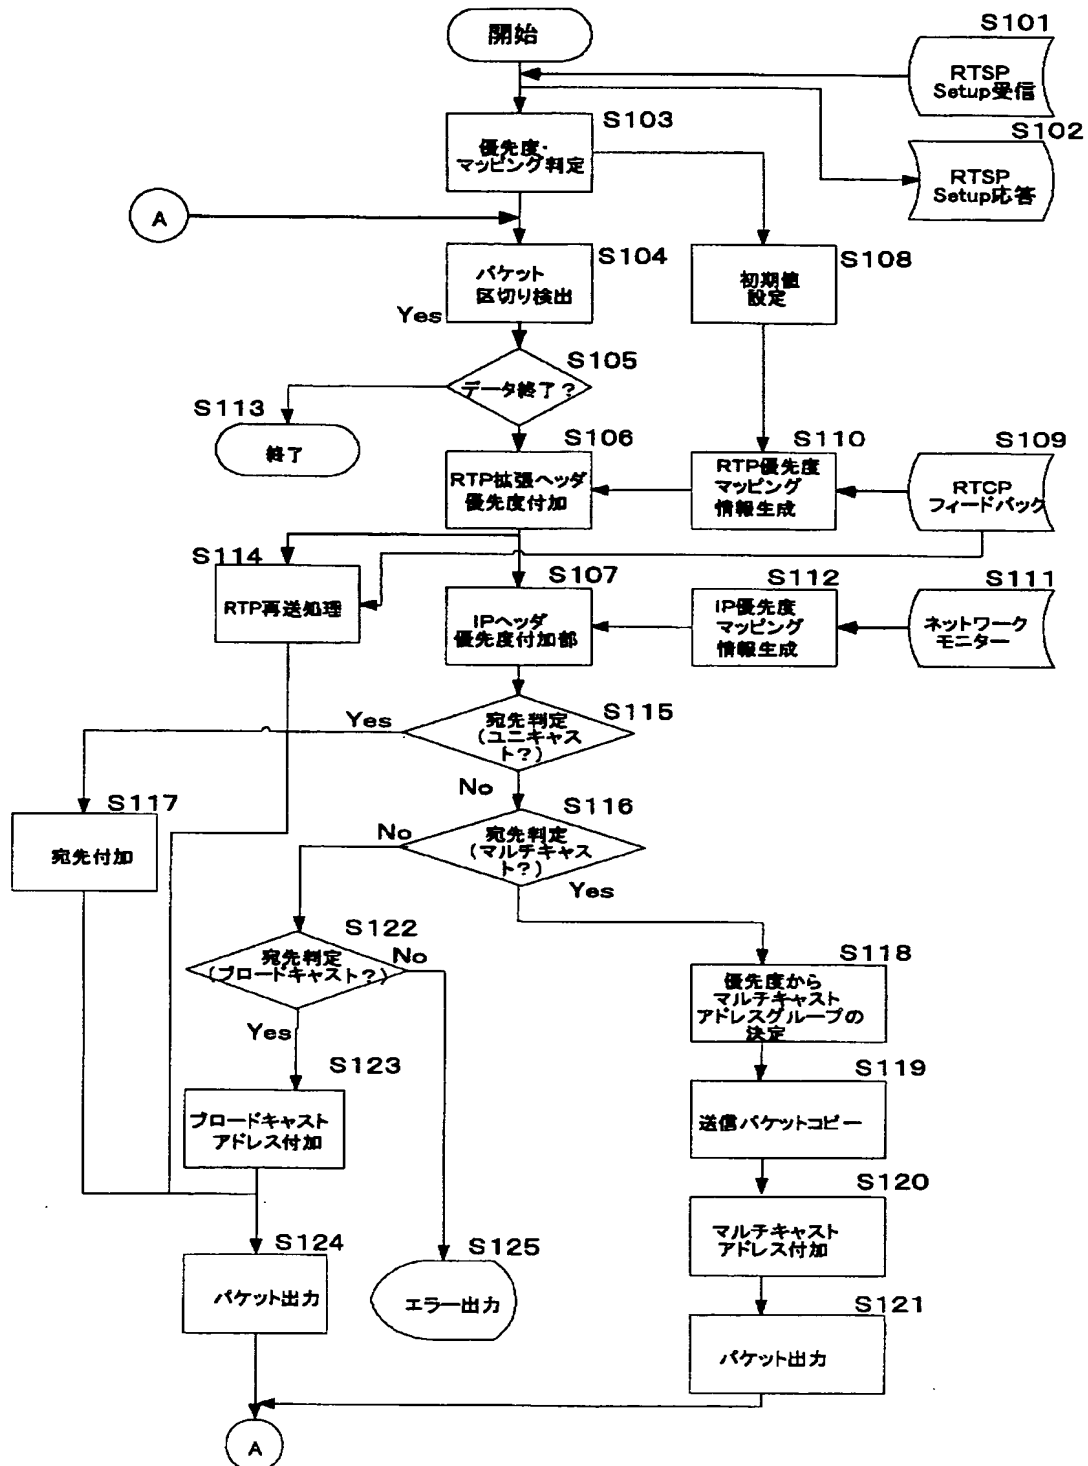 開始
S101
RTSP
Setup受信
S102
RTSP
Setup応答
S103
優先度・
マッピング判定
A
S104
パケット
区切り検出
Yes
S108
初期値
設定
S105
データ終了？
S113
終了
S106
RTP拡張ヘッダ
優先度付加
S110
RTP優先度
マッピング
情報生成
S109
RTCP
フィードバック
S114
RTP再送処理
S107
IPヘッダ
優先度付加部
S112
IP優先度
マッピング
情報生成
S111
ネットワーク
モニター
S115
宛先判定
(ユニキャス
ト？)
Yes
No
S116
宛先判定
(マルチキャス
ト？)
No
Yes
S117
宛先付加
S122
宛先判定
(ブロードキャスト？)
No
Yes
S118
優先度から
マルチキャスト
アドレスグループの
決定
S123
ブロードキャスト
アドレス付加
S119
送信パケットコピー
S120
マルチキャスト
アドレス付加
S124
パケット出力
S125
エラー出力
S121
パケット出力
A